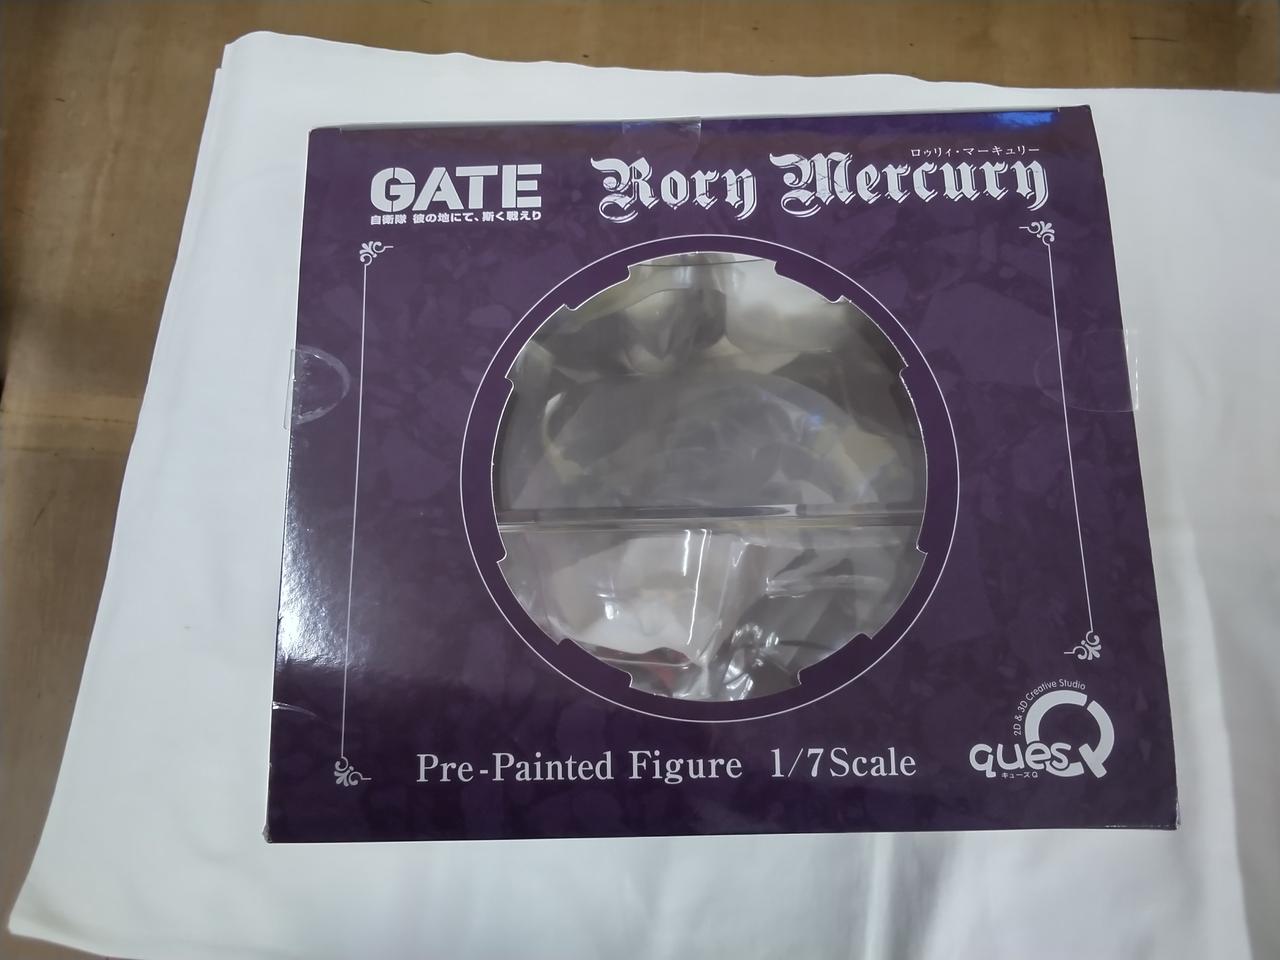 GATE
自衛隊 彼の地にて、斯く戦えり
ロゥリィ・マーキュリー
Rory Mercury
Pre-Painted Figure 1/7Scale
2D & 3D Creative Studio
quesQ
キューズQ